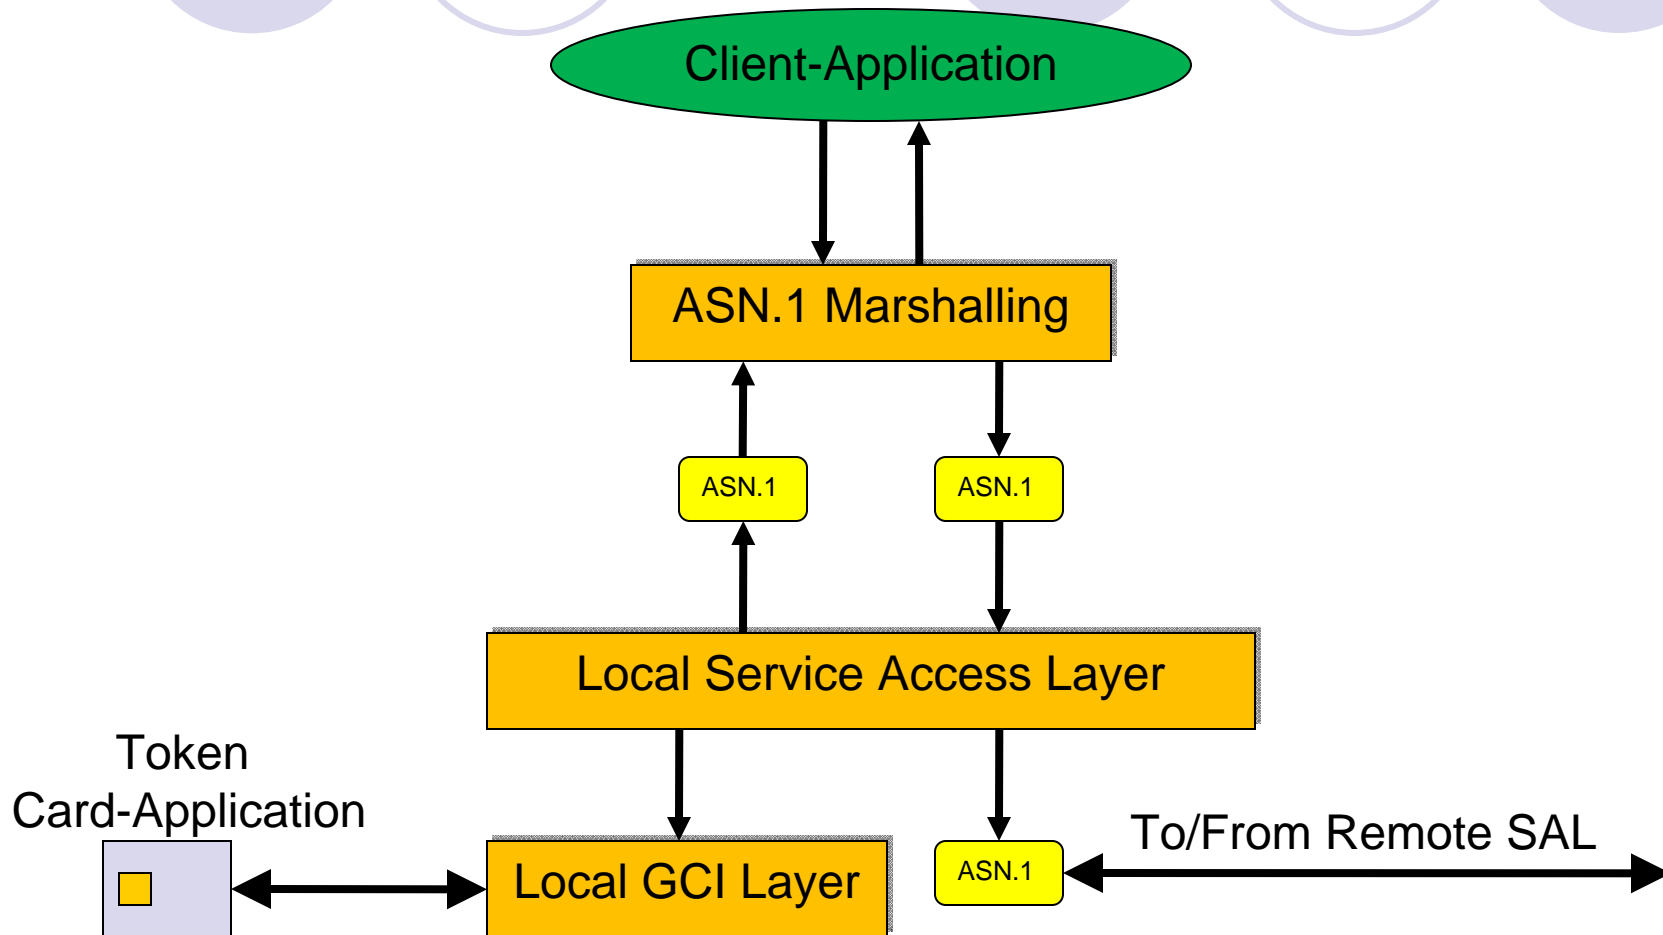 Client-Application
ASN.1 Marshalling
ASN.1
ASN.1
Local Service Access Layer
Token
Card-Application
To/From Remote SAL
Local GCI Layer
ASN.1